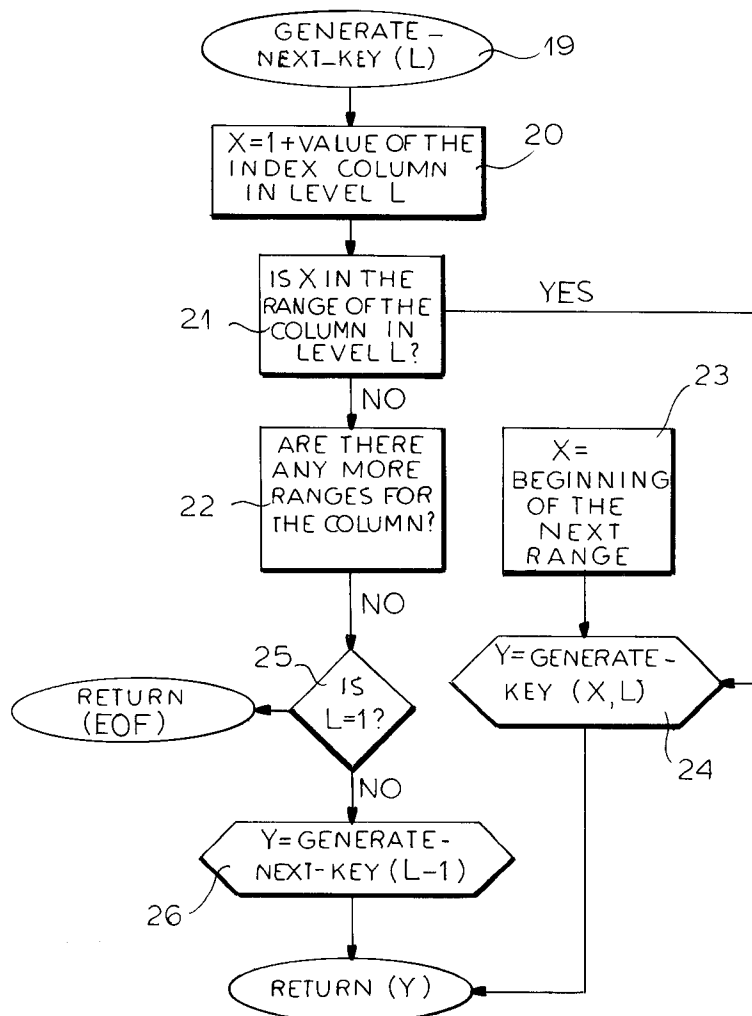 GENERATE-
NEXT_KEY (L)
19
X=1+VALUE OF THE
INDEX COLUMN
IN LEVEL L
20
IS X IN THE
RANGE OF THE
COLUMN IN
LEVEL L?
21
YES
NO
ARE THERE
ANY MORE
RANGES FOR
THE COLUMN?
22
23
X=
BEGINNING
OF THE
NEXT
RANGE
NO
25
IS
L=1?
RETURN
(EOF)
Y=GENERATE-
KEY (X,L)
24
NO
Y=GENERATE-
NEXT-KEY (L-1)
26
RETURN (Y)